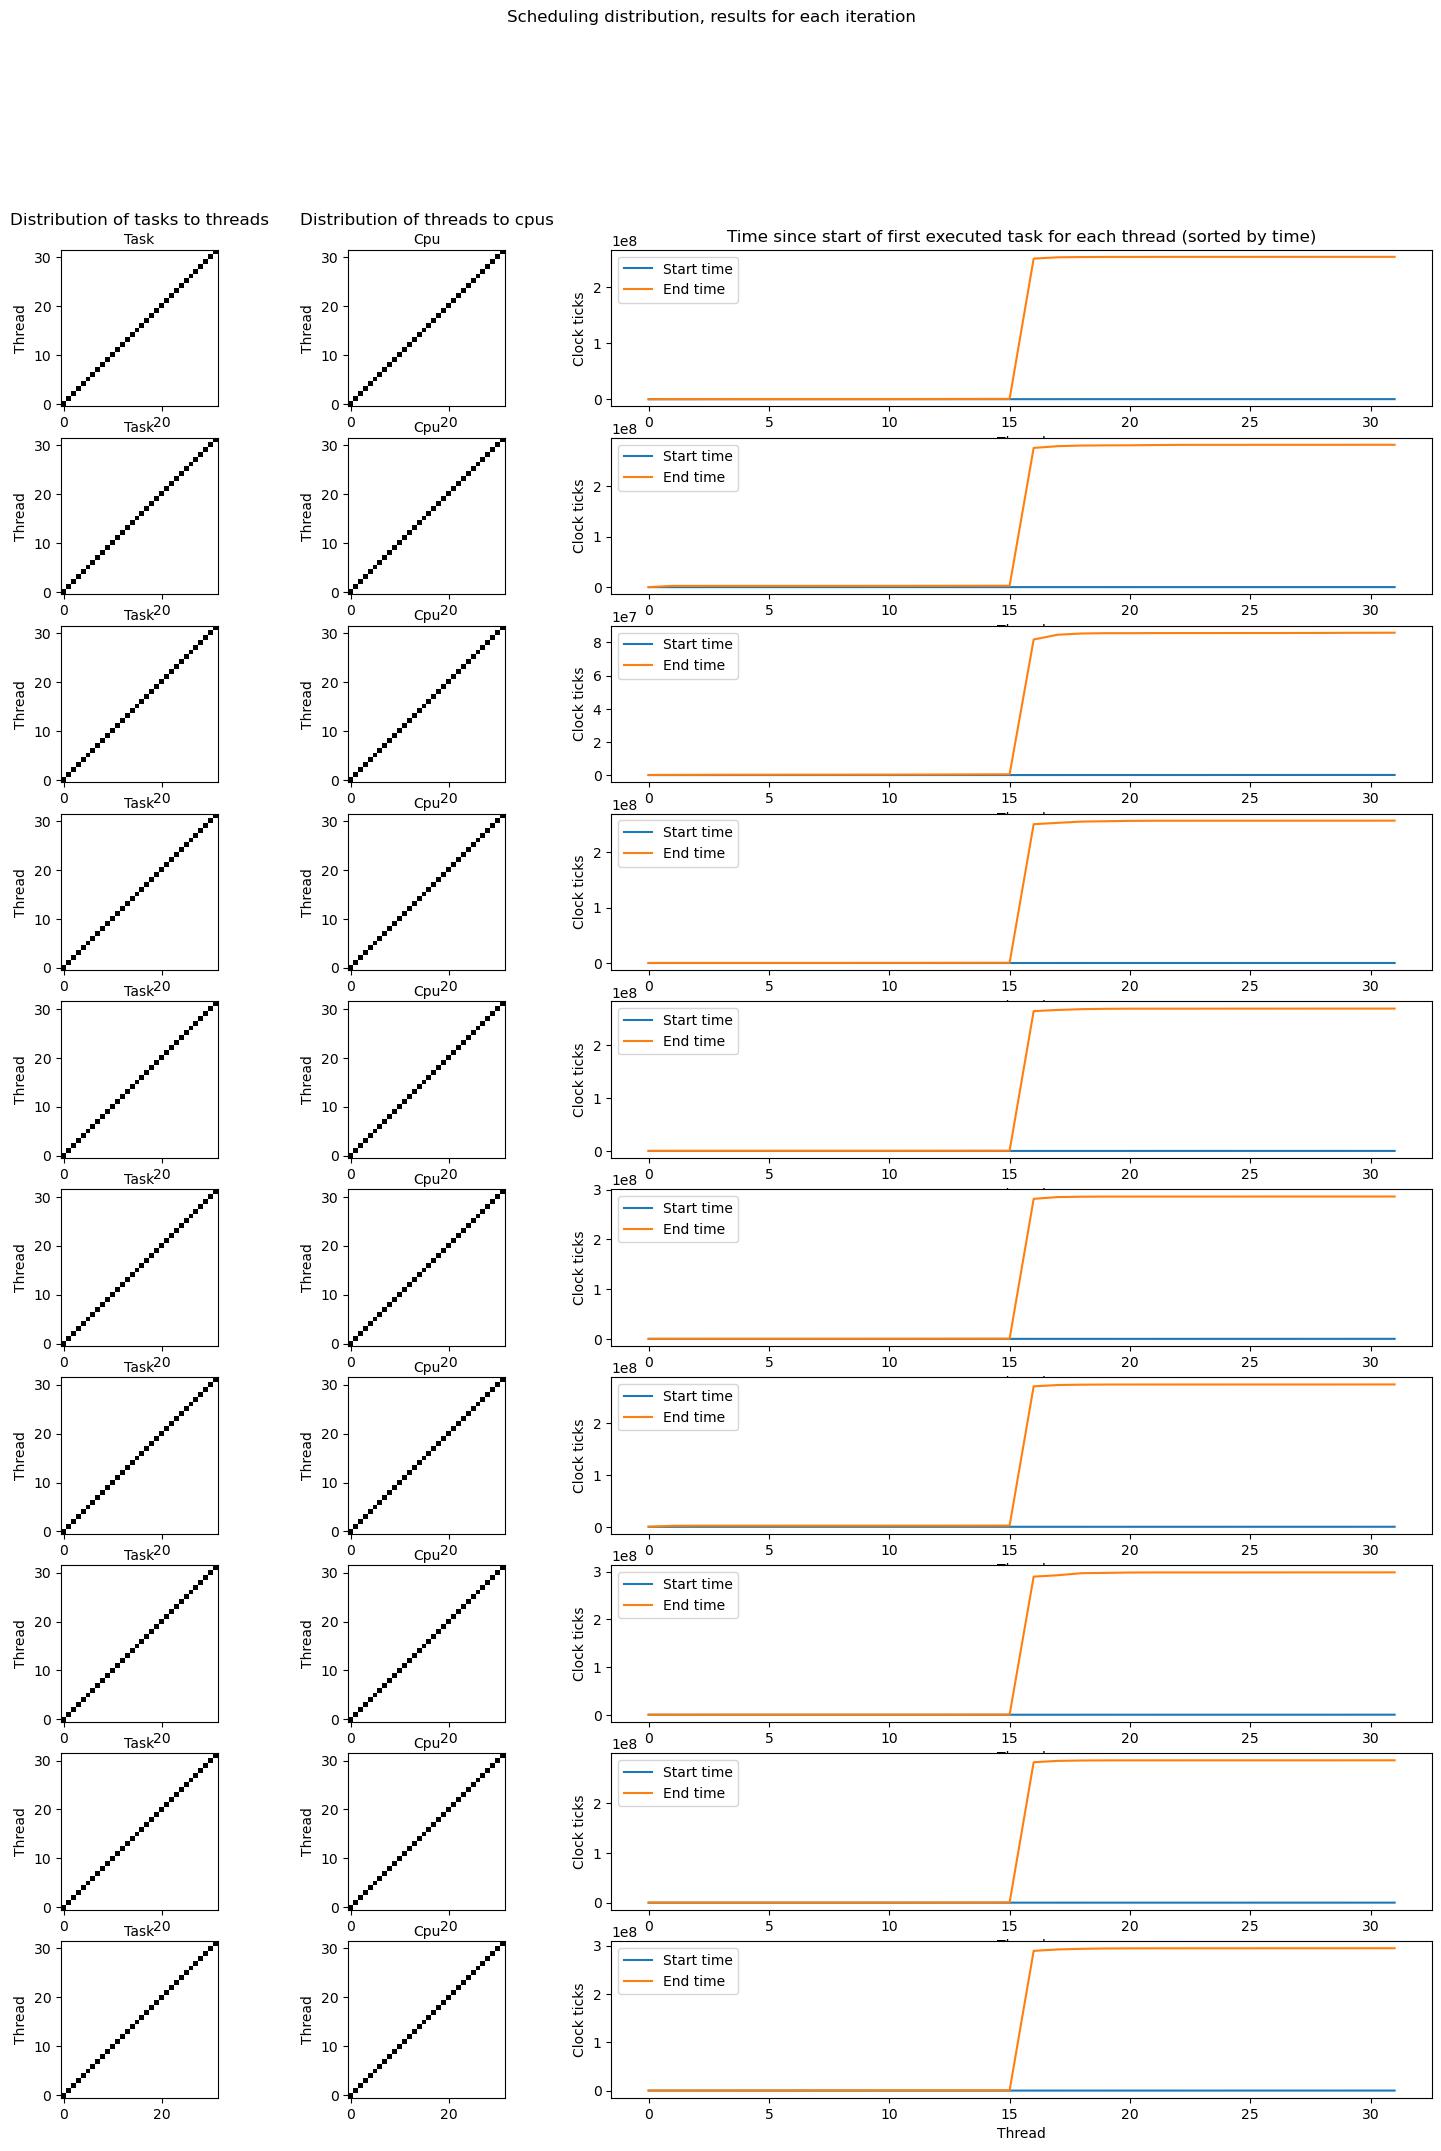 Scheduling distribution, results for each iteration
Distribution of tasks to threads
Distribution of threads to cpus
Time since start of first executed task for each thread (sorted by time)
Task
Thread
30
20
10
0
0 20
Cpu
Thread
30
20
10
0
0 20
1e8
Clock ticks
2
1
0
Start time
End time
0 5 10 15 20 25 30
Task
Thread
30
20
10
0
0 20
Cpu
Thread
30
20
10
0
0 20
1e8
Clock ticks
2
1
0
Start time
End time
0 5 10 15 20 25 30
Task
Thread
30
20
10
0
0 20
Cpu
Thread
30
20
10
0
0 20
1e7
Clock ticks
8
6
4
2
0
Start time
End time
0 5 10 15 20 25 30
Task
Thread
30
20
10
0
0 20
Cpu
Thread
30
20
10
0
0 20
1e8
Clock ticks
2
1
0
Start time
End time
0 5 10 15 20 25 30
Task
Thread
30
20
10
0
0 20
Cpu
Thread
30
20
10
0
0 20
1e8
Clock ticks
2
1
0
Start time
End time
0 5 10 15 20 25 30
Task
Thread
30
20
10
0
0 20
Cpu
Thread
30
20
10
0
0 20
1e8
Clock ticks
3
2
1
0
Start time
End time
0 5 10 15 20 25 30
Task
Thread
30
20
10
0
0 20
Cpu
Thread
30
20
10
0
0 20
1e8
Clock ticks
2
1
0
Start time
End time
0 5 10 15 20 25 30
Task
Thread
30
20
10
0
0 20
Cpu
Thread
30
20
10
0
0 20
1e8
Clock ticks
3
2
1
0
Start time
End time
0 5 10 15 20 25 30
Task
Thread
30
20
10
0
0 20
Cpu
Thread
30
20
10
0
0 20
1e8
Clock ticks
2
1
0
Start time
End time
0 5 10 15 20 25 30
Task
Thread
30
20
10
0
0 20
Cpu
Thread
30
20
10
0
0 20
1e8
Clock ticks
3
2
1
0
Start time
End time
0 5 10 15 20 25 30
Thread